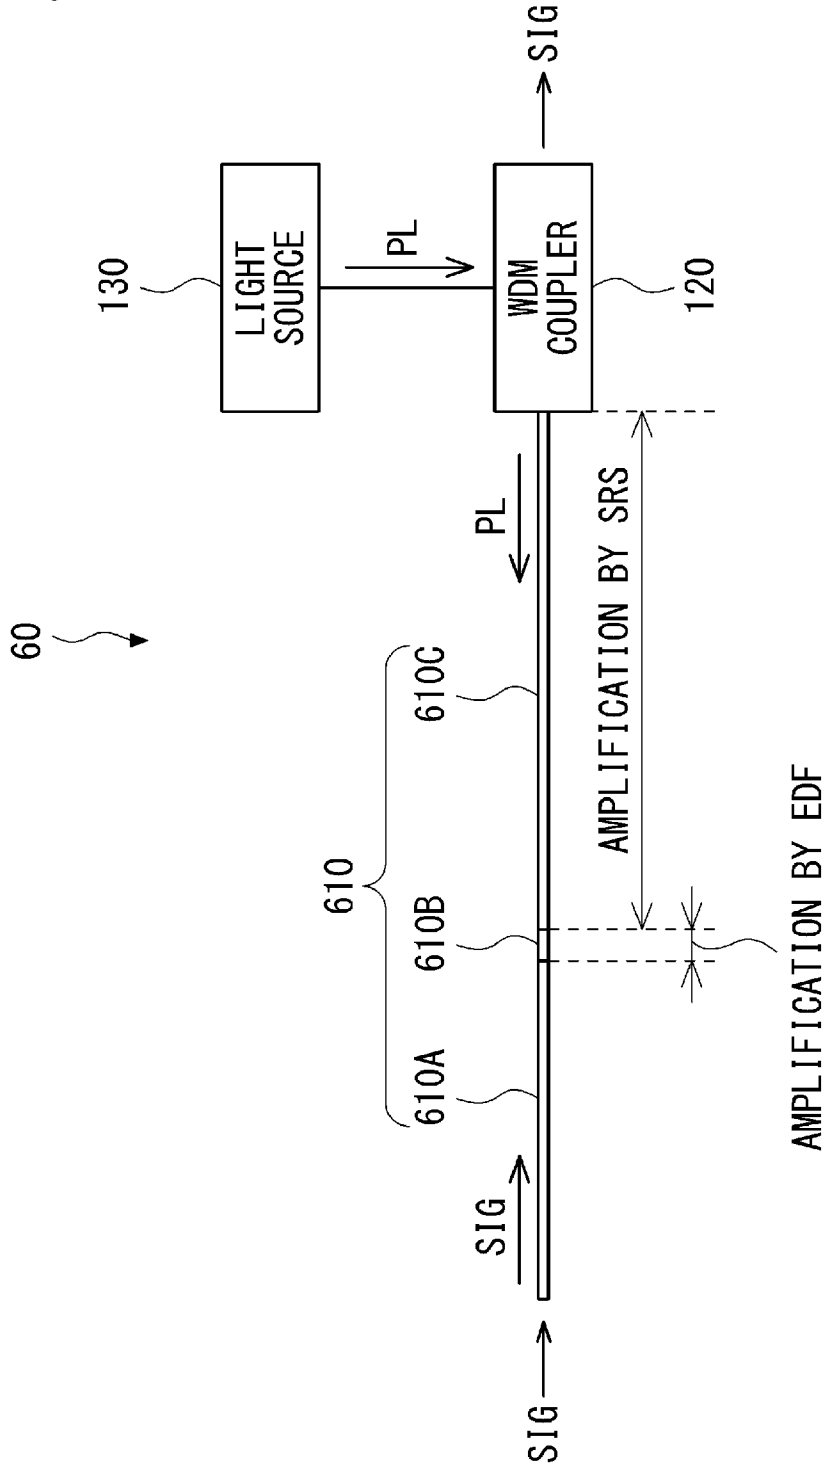 60
130
LIGHT
SOURCE
PL
610
610A
610B
610C
SIG
PL
SIG
WDM
COUPLER
SIG
120
AMPLIFICATION BY SRS
AMPLIFICATION BY EDF